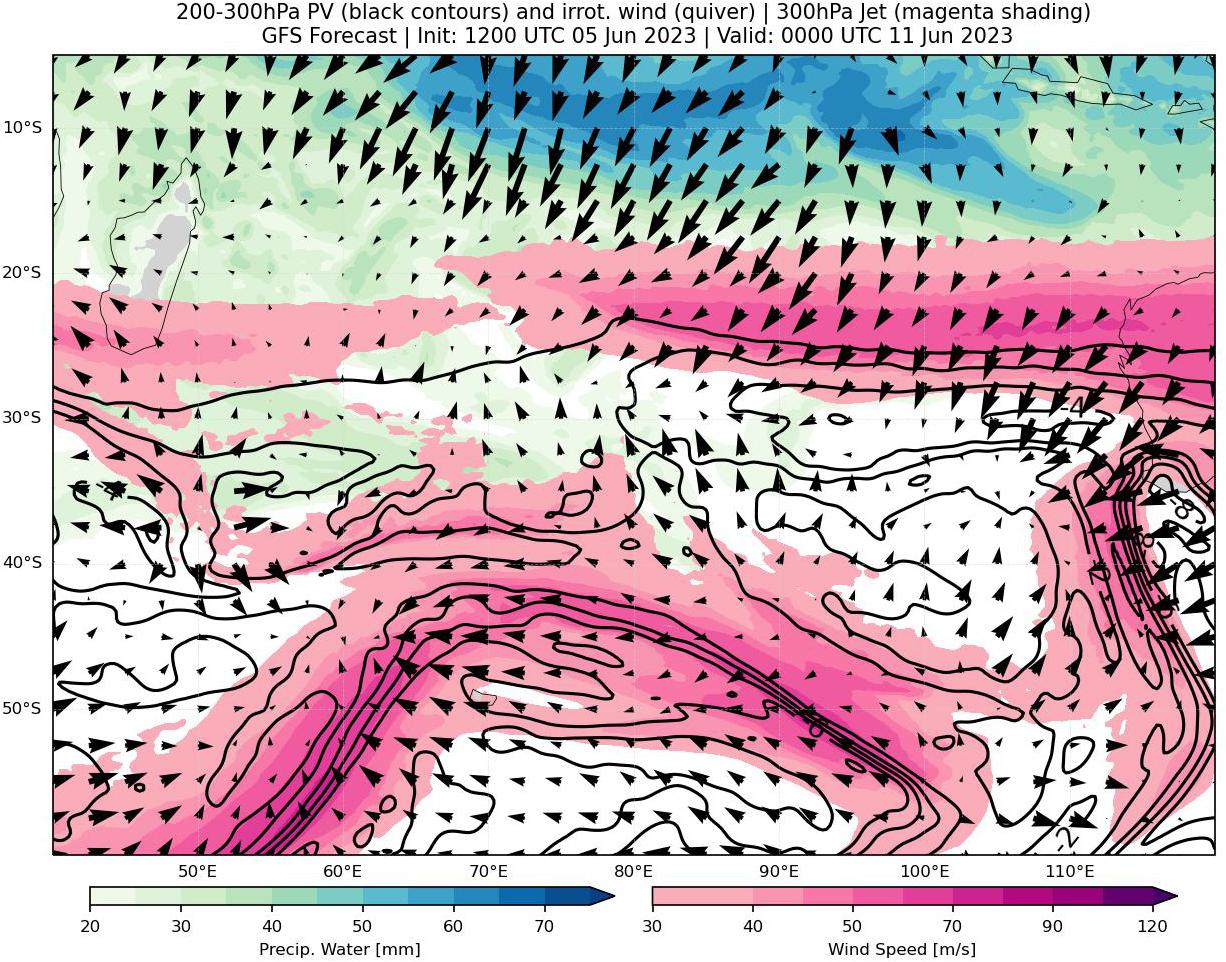 200-300hPa PV (black contours) and irrot. wind (quiver) | 300hPa Jet (magenta shading)
GFS Forecast | Init: 1200 UTC 05 Jun 2023 | Valid: 0000 UTC 11 Jun 2023
10°S
20°S
-4
30°S
40°S
50°S
-2
50°E 60°E 70°E 80°E 90°E 100°E 110°E
20 30 40 50 60 70
30 40 50 70 90 120
Precip. Water [mm]
Wind Speed [m/s]